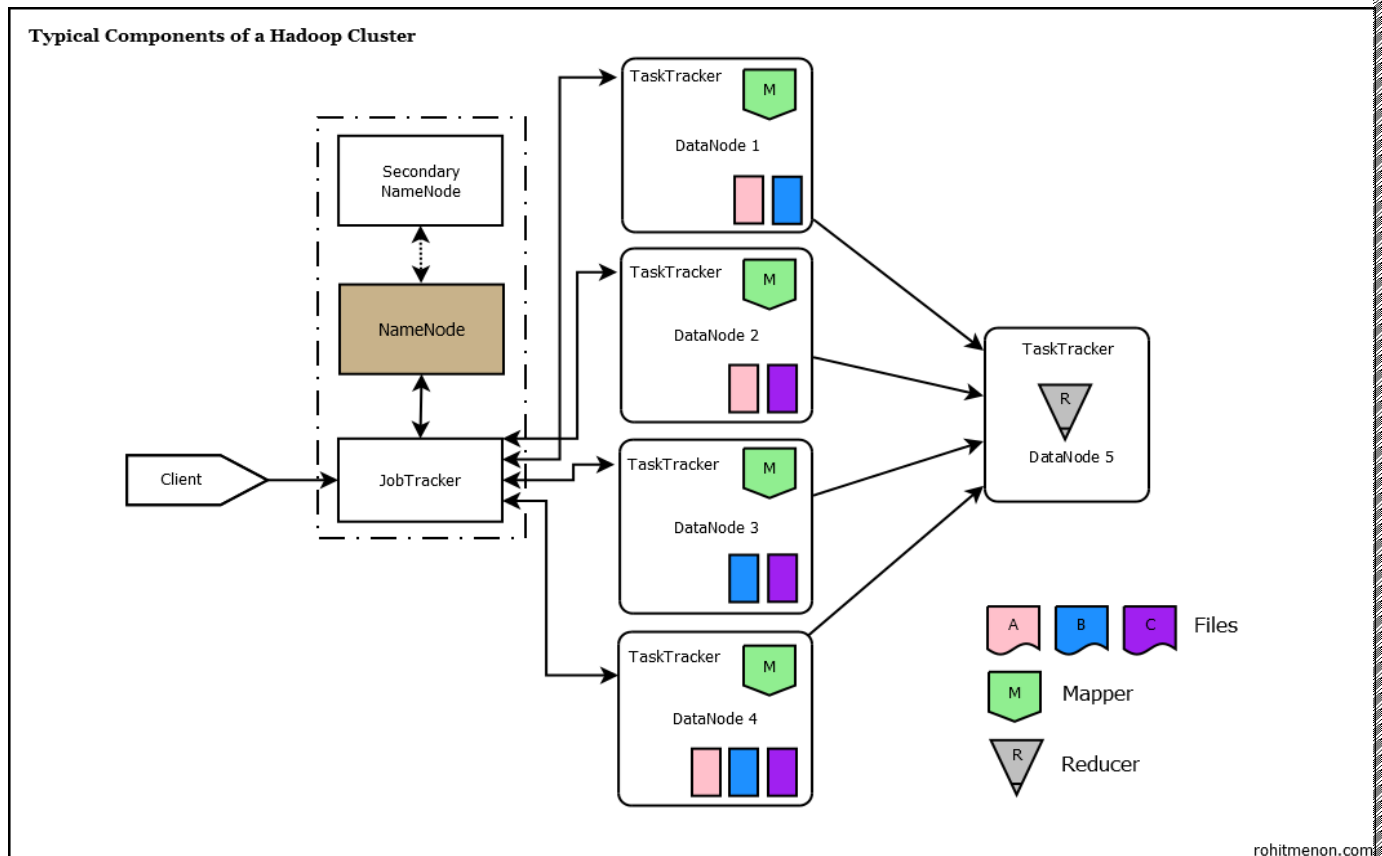 Typical Components of a Hadoop Cluster
Secondary
NameNode
NameNode
Client
JobTracker
TaskTracker
M
DataNode 1
TaskTracker
M
DataNode 2
TaskTracker
M
DataNode 3
TaskTracker
M
DataNode 4
TaskTracker
R
DataNode 5
A B C Files
M Mapper
R Reducer
rohitmenon.com